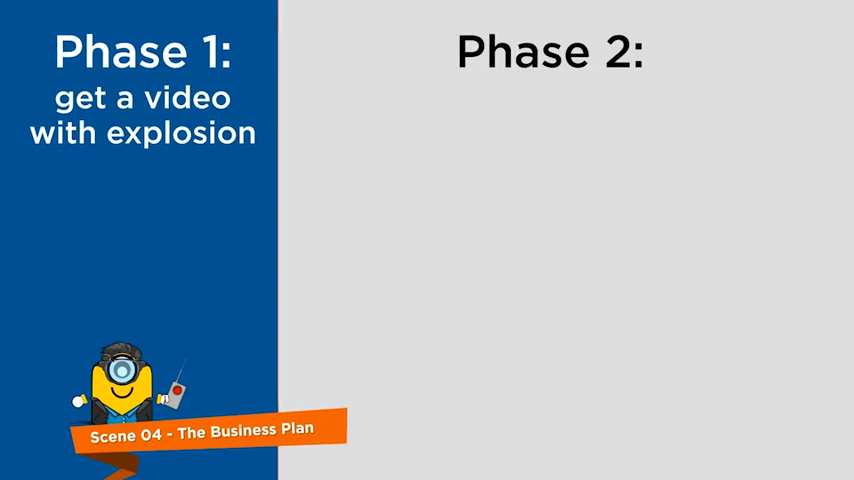 Phase 1:
get a video
with explosion
Phase 2:
Scene 04 - The Business Plan